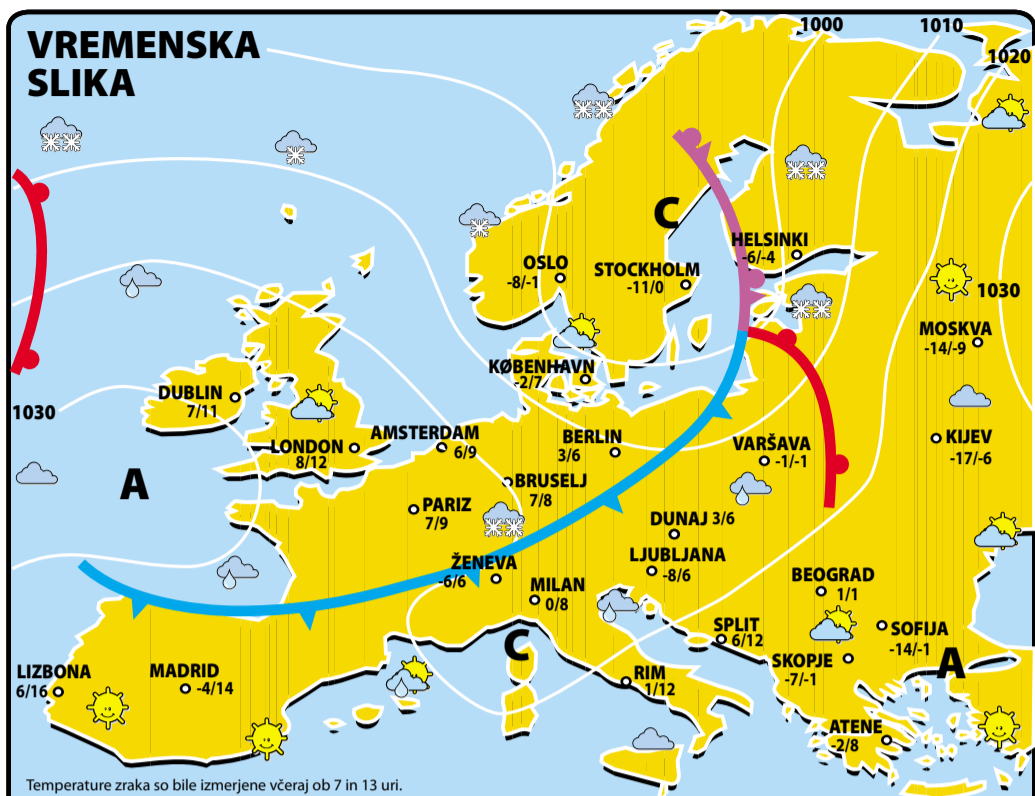 VREMENSKA
SLIKA
1000
1010
1020
C
HELSINKI
-6/-4
OSLO
-8/-1
STOCKHOLM
-11/0
1030
MOSKVA
-14/-9
KØBENHAVN
-2/7
DUBLIN
7/11
1030
LONDON
8/12
AMSTERDAM
6/9
BERLIN
3/6
VARŠAVA
-1/-1
KIJEV
-17/-6
A
BRUSELJ
7/8
PARIZ
7/9
DUNAJ 3/6
LJUBLJANA
-8/6
ŽENEVA
-6/6
MILAN
0/8
BEOGRAD
1/1
C
SPLIT
6/12
SOFIJA
-14/-1
SKOPJE
-7/-1
A
LIZBONA
6/16
MADRID
-4/14
RIM
1/12
ATENE
-2/8
Temperature zraka so bile izmerjene včeraj ob 7 in 13 uri.